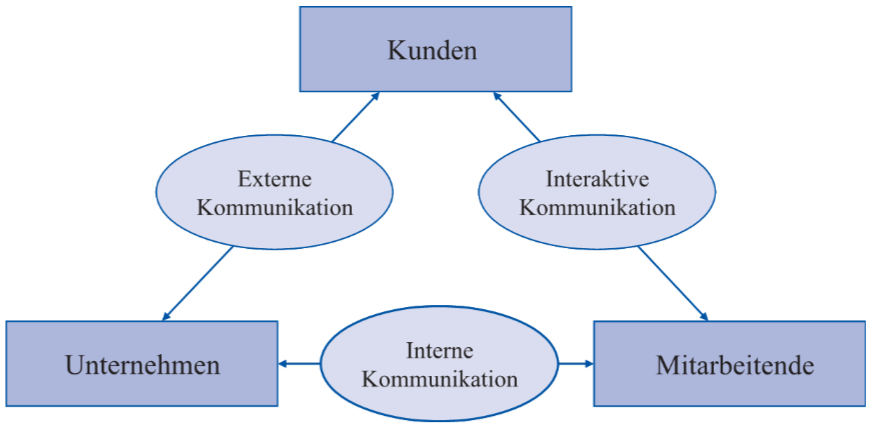 Kunden
Externe
Kommunikation
Interaktive
Kommunikation
Unternehmen
Interne
Kommunikation
Mitarbeitende